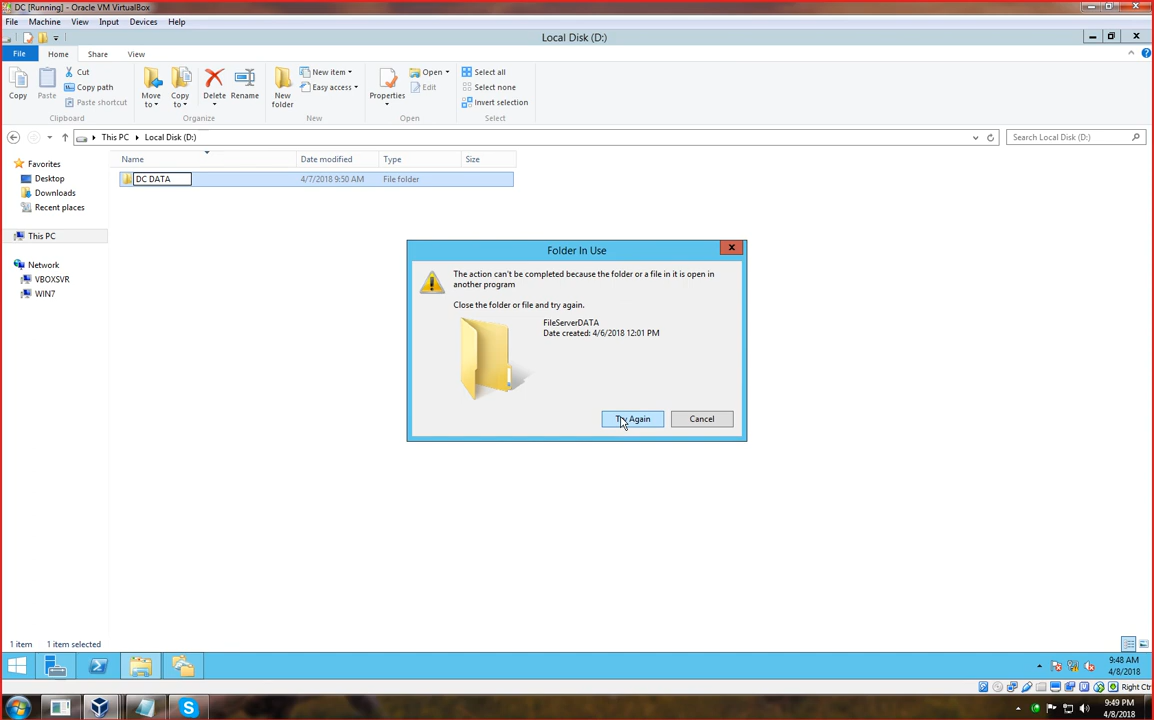 DC [Running] - Oracle VM VirtualBox
File Machine View Input Devices Help
Local Disk (D:)
File Home Share View
Copy
Paste
Cut
Copy path
Paste shortcut
Clipboard
Move to
Copy to
Delete
Rename
Organize
New folder
New item
Easy access
New
Properties
Open
Edit
Open
Select all
Select none
Invert selection
Select
This PC Local Disk (D:)
Search Local Disk (D:)
Favorites
Desktop
Downloads
Recent places
This PC
Network
VBOXSVR
WIN7
Name Date modified Type Size
DC DATA 4/7/2018 9:50 AM File folder
Folder In Use
The action can't be completed because the folder or a file in it is open in
another program
Close the folder or file and try again.
FileServerDATA
Date created: 4/6/2018 12:01 PM
Try Again Cancel
1 item 1 item selected
9:48 AM
4/8/2018
Right Ctrl
9:49 PM
4/8/2018